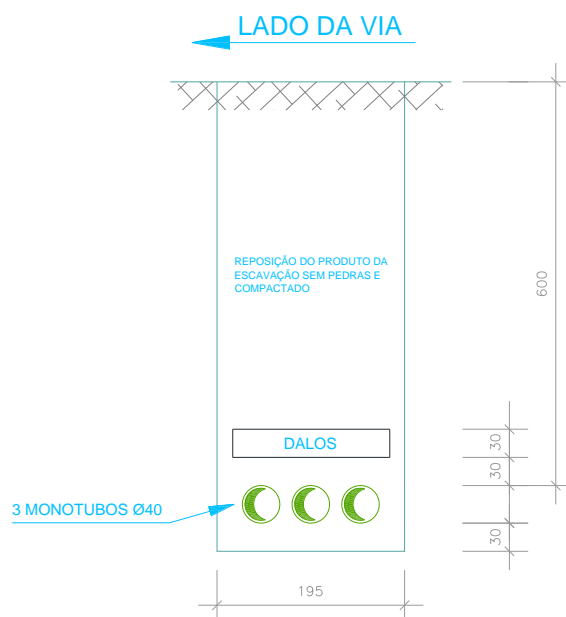 LADO DA VIA
REPOSIÇÃO DO PRODUTO DA
ESCAVAÇÃO SEM PEDRAS E
COMPACTADO
600
DALOS
30
30
3 MONOTUBOS Ø40
30
195